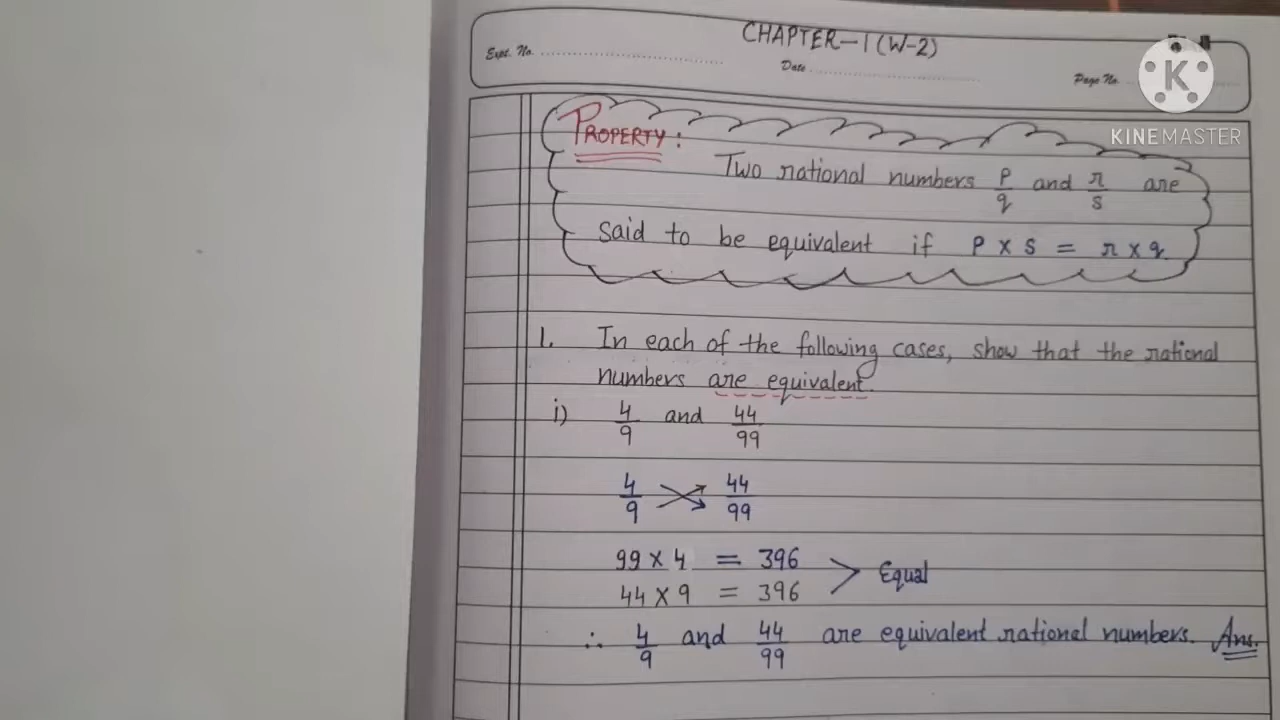 CHAPTER-1 (W-2)
Expt. No.
Date
Page No.
K
KINEMASTER
PROPERTY:
Two rational numbers p/q and r/s are
said to be equivalent if p × s = r × q
1. In each of the following cases, show that the rational
numbers are equivalent.
i) 4/9 and 44/99
4/9 44/99
99 × 4 = 396
44 × 9 = 396 > Equal
∴ 4/9 and 44/99 are equivalent rational numbers. Ans.